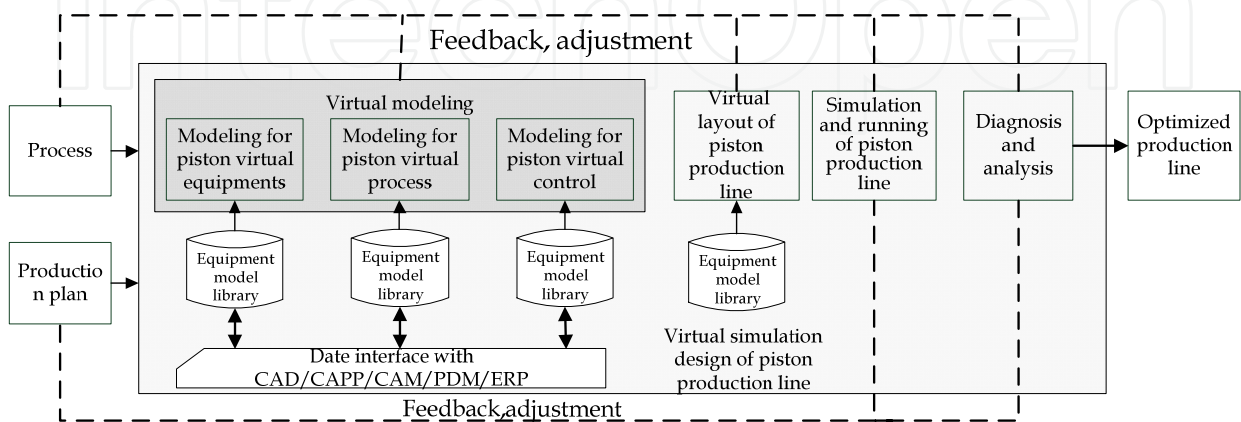 IntechOpen
Feedback, adjustment
Process
Production plan
Virtual modeling
Modeling for
piston virtual
equipments
Modeling for
piston virtual
process
Modeling for
piston virtual
control
Virtual
layout of
piston
production
line
Simulation
and running
of piston
production
line
Diagnosis
and
analysis
Optimized
production
line
Equipment
model
library
Equipment
model
library
Equipment
model
library
Equipment
model
library
Date interface with
CAD/CAPP/CAM/PDM/ERP
Virtual simulation
design of piston
production line
Feedback,adjustment